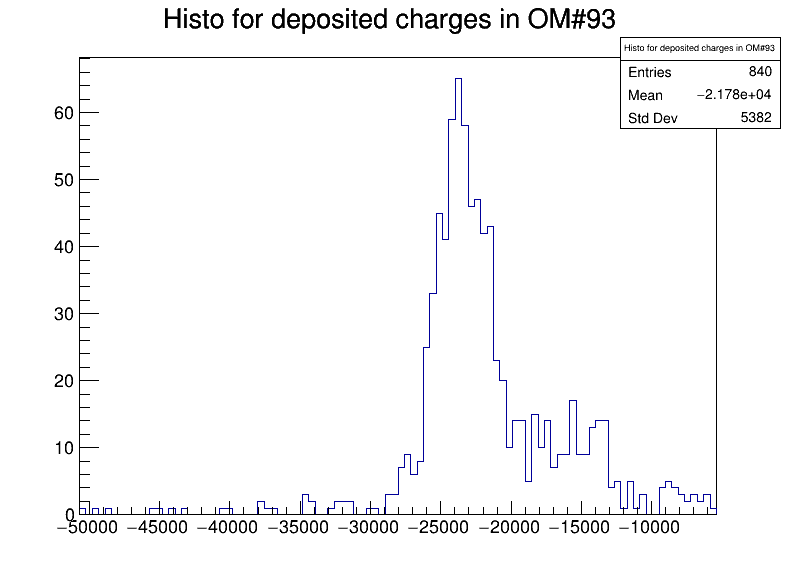 Histo for deposited charges in OM#93
Histo for deposited charges in OM#93
Entries 840
Mean −2.178e+04
Std Dev 5382
60
50
40
30
20
10
0
−50000 −45000 −40000 −35000 −30000 −25000 −20000 −15000 −10000